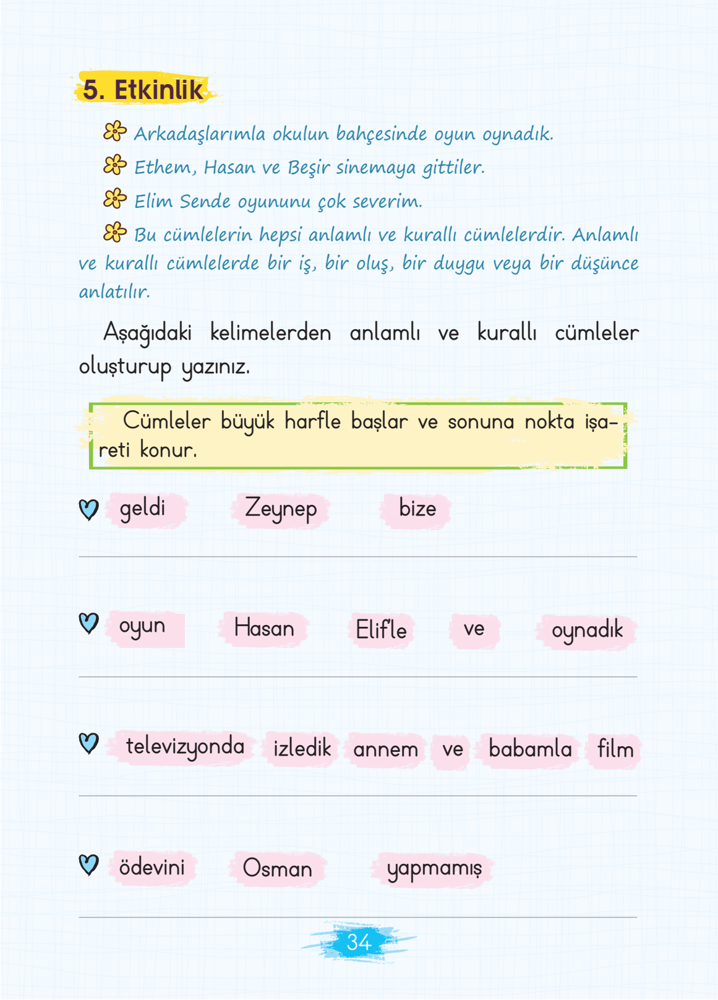 5. Etkinlik
Arkadaşlarımla okulun bahçesinde oyun oynadık.
Ethem, Hasan ve Beşir sinemaya gittiler.
Elim Sende oyununu çok severim.
Bu cümlelerin hepsi anlamlı ve kurallı cümlelerdir. Anlamlı
ve kurallı cümlelerde bir iş, bir oluş, bir duygu veya bir düşünce
anlatılır.
Aşağıdaki kelimelerden anlamlı ve kurallı cümleler
oluşturup yazınız.
Cümleler büyük harfle başlar ve sonuna nokta işa-
reti konur.
geldi Zeynep bize
oyun Hasan Elif'le ve oynadık
televizyonda izledik annem ve babamla film
ödevini Osman yapmamış
34